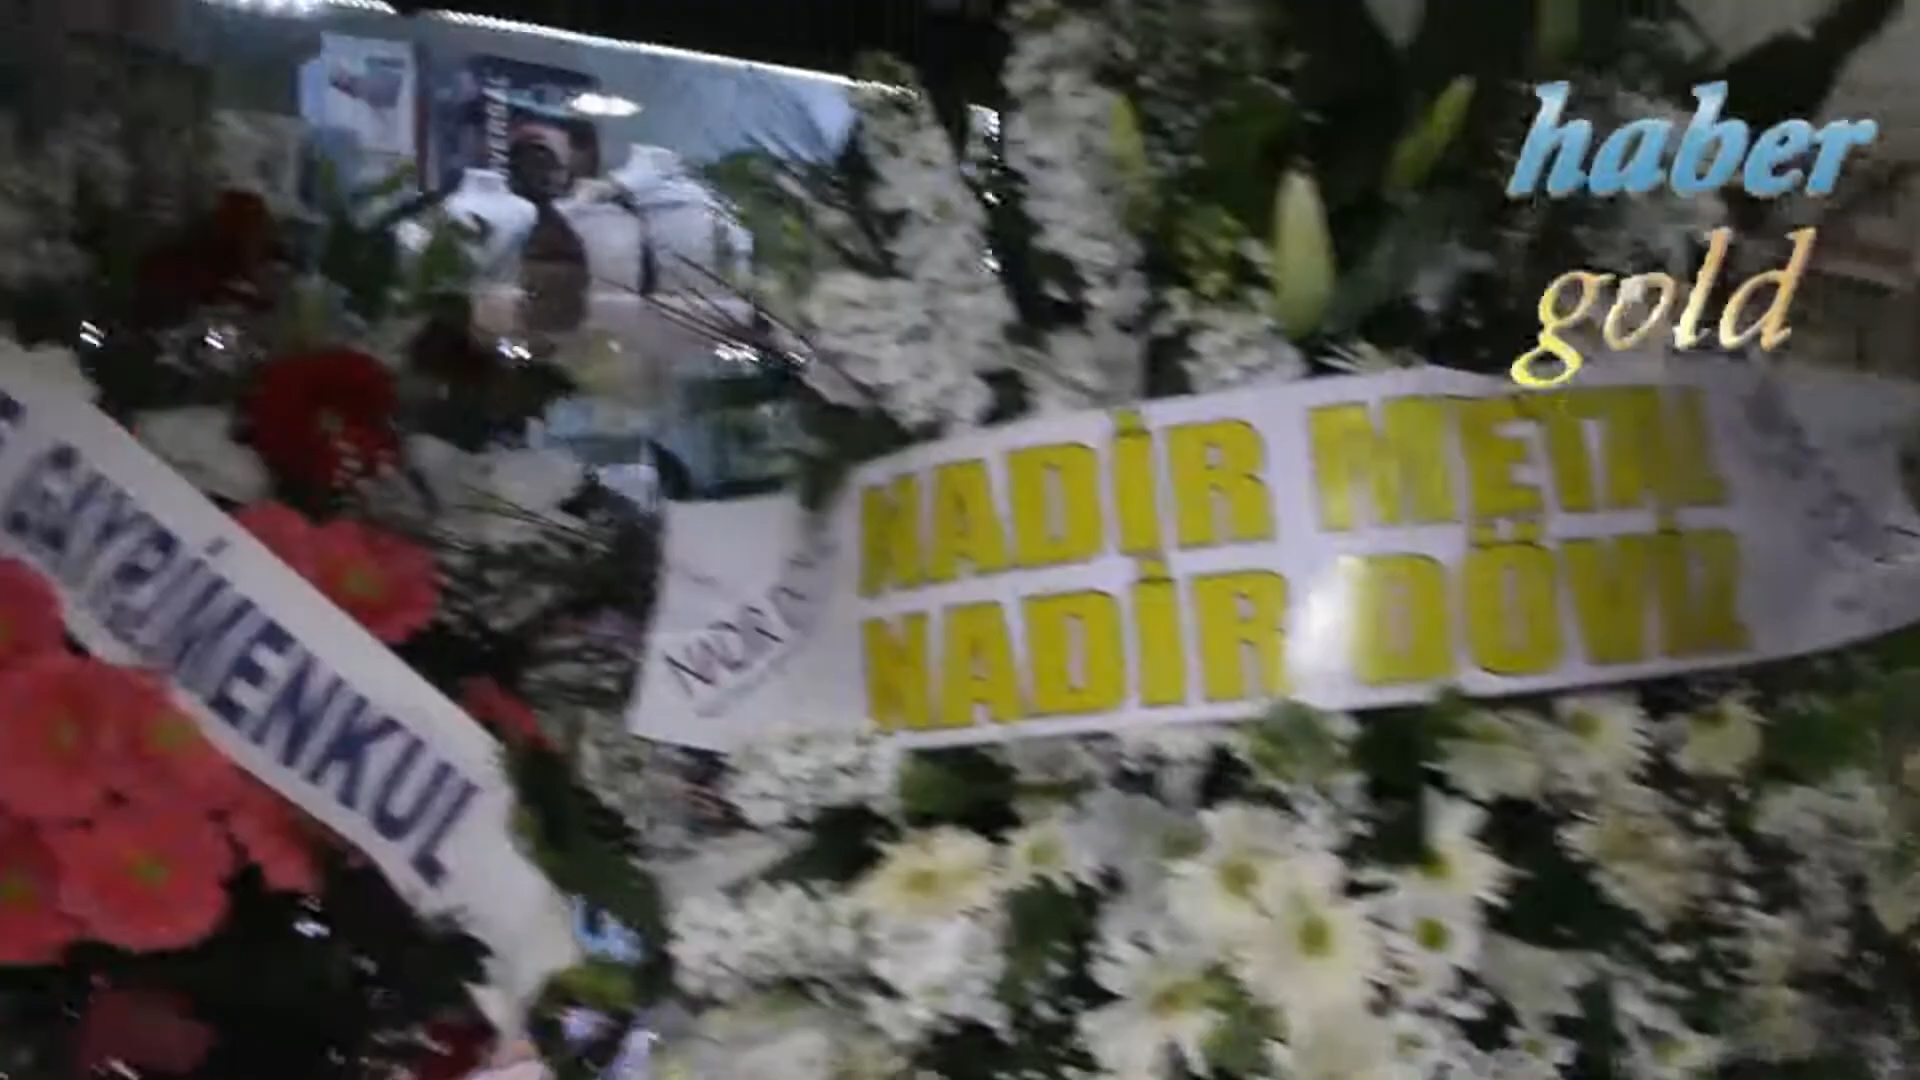 haber
gold
NADİR METAL
NADİR DÖVİZ
GAYRİMENKUL